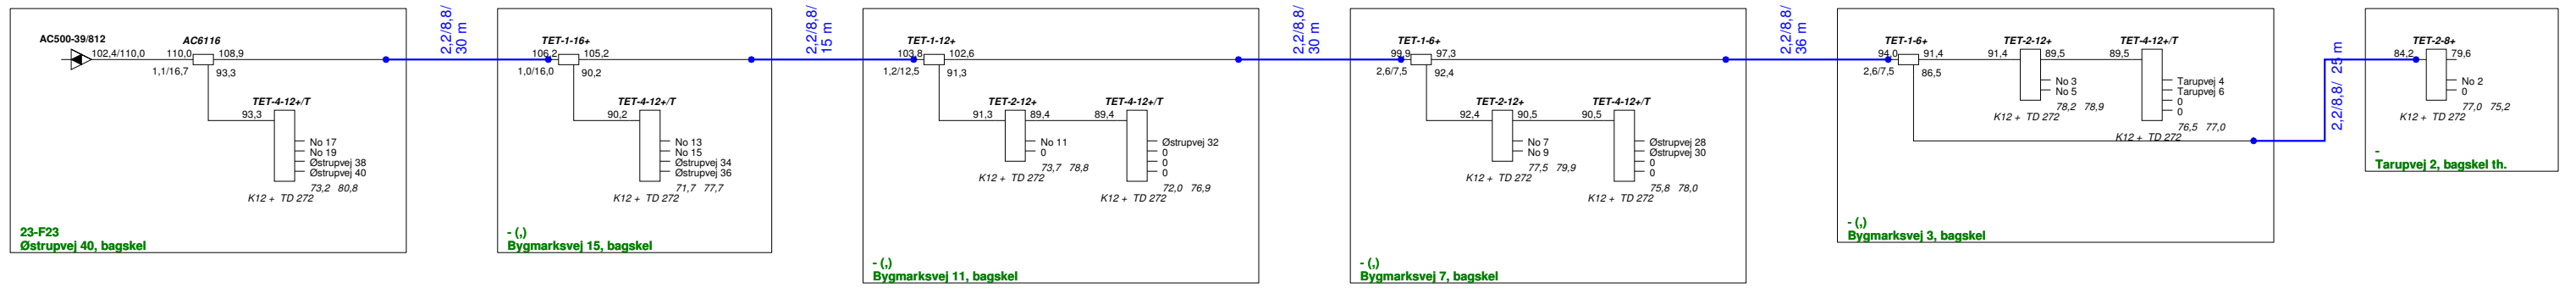 AC500-39/812
102,4/110,0
AC6116
110,0
108,9
1,1/16,7
93,3
TET-4-12+/T
93,3
No 17
No 19
Østrupvej 38
Østrupvej 40
73,2 80,8
K12 + TD 272
23-F23
Østrupvej 40, bagskel
2,2/8,8/
30 m
TET-1-16+
106,2
105,2
1,0/16,0
90,2
TET-4-12+/T
90,2
No 13
No 15
Østrupvej 34
Østrupvej 36
71,7 77,7
K12 + TD 272
- (,)
Bygmarksvej 15, bagskel
2,2/8,8/
15 m
TET-1-12+
103,8
102,6
1,2/12,5
91,3
TET-2-12+
91,3
89,4
No 11
0
73,7 78,8
K12 + TD 272
TET-4-12+/T
89,4
Østrupvej 32
0
0
0
72,0 76,9
K12 + TD 272
- (,)
Bygmarksvej 11, bagskel
2,2/8,8/
30 m
TET-1-6+
99,9
97,3
2,6/7,5
92,4
TET-2-12+
92,4
90,5
No 7
No 9
77,5 79,9
K12 + TD 272
TET-4-12+/T
90,5
Østrupvej 28
Østrupvej 30
0
0
75,8 78,0
K12 + TD 272
- (,)
Bygmarksvej 7, bagskel
2,2/8,8/
36 m
TET-1-6+
94,0
91,4
2,6/7,5
86,5
TET-2-12+
91,4
89,5
No 3
No 5
78,2 78,9
K12 + TD 272
TET-4-12+/T
89,5
Tarupvej 4
Tarupvej 6
0
0
76,5 77,0
K12 + TD 272
- (,)
Bygmarksvej 3, bagskel
2,2/8,8/ 25 m
TET-2-8+
84,2
79,6
No 2
0
77,0 75,2
K12 + TD 272
-
Tarupvej 2, bagskel th.